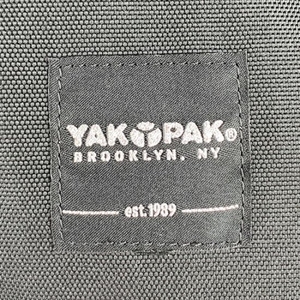 YAK PAK®
BROOKLYN, NY
est.1989